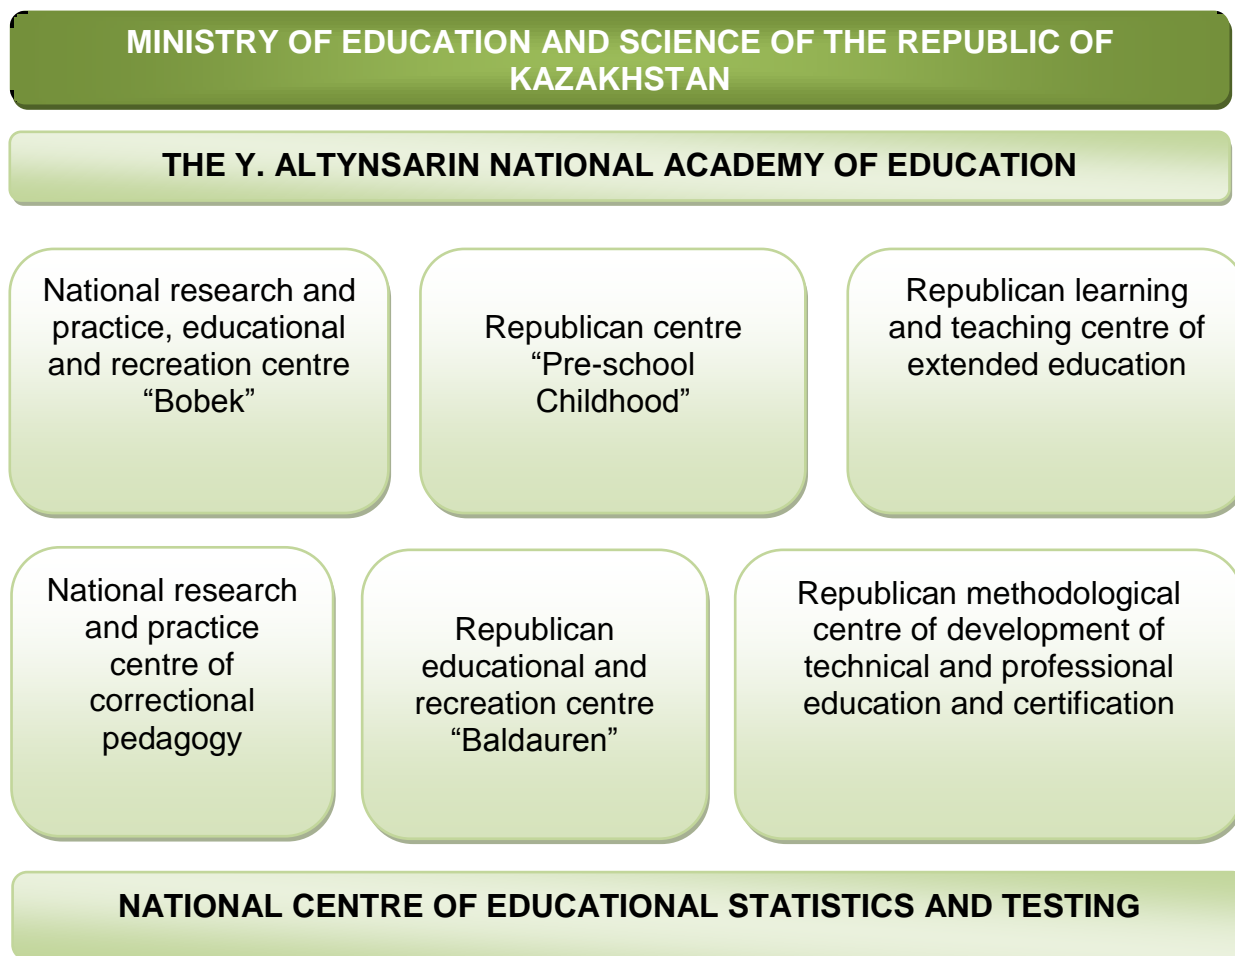 MINISTRY OF EDUCATION AND SCIENCE OF THE REPUBLIC OF
KAZAKHSTAN
THE Y. ALTYNSARIN NATIONAL ACADEMY OF EDUCATION
National research and
practice, educational
and recreation centre
“Bobek”
Republican centre
“Pre-school
Childhood”
Republican learning
and teaching centre of
extended education
National research
and practice
centre of
correctional
pedagogy
Republican
educational and
recreation centre
“Baldauren”
Republican methodological
centre of development of
technical and professional
education and certification
NATIONAL CENTRE OF EDUCATIONAL STATISTICS AND TESTING